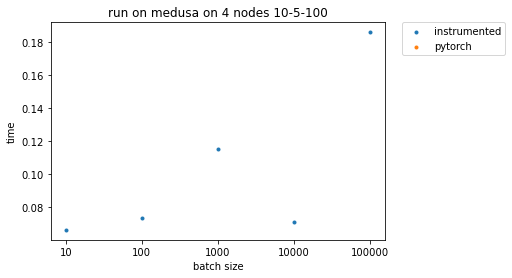 run on medusa on 4 nodes 10-5-100
instrumented
pytorch
0.18
0.16
0.14
0.12
0.10
0.08
time
10 100 1000 10000 100000
batch size